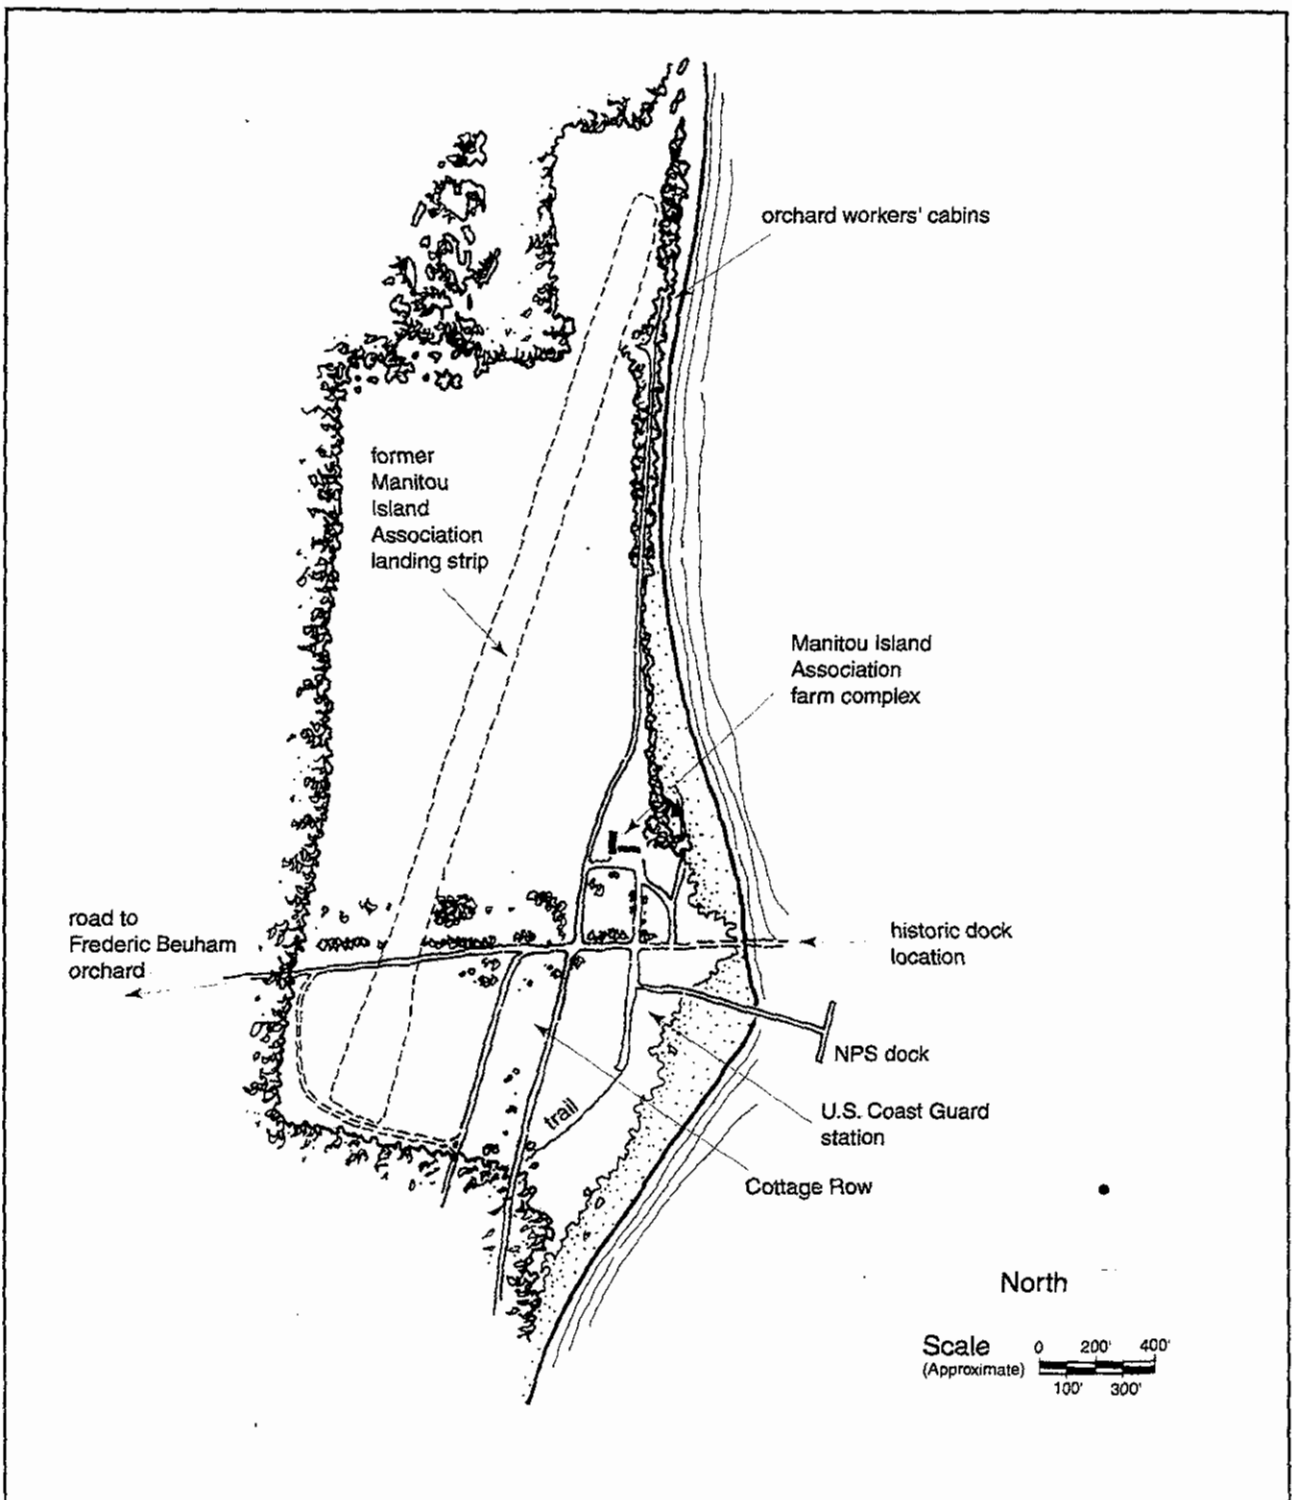 orchard workers' cabins
former
Manitou
Island
Association
landing strip
Manitou Island
Association
farm complex
road to
Frederic Beuham
orchard
historic dock
location
NPS dock
U.S. Coast Guard
station
trail
Cottage Row
North
Scale
(Approximate)
0 200' 400'
100' 300'